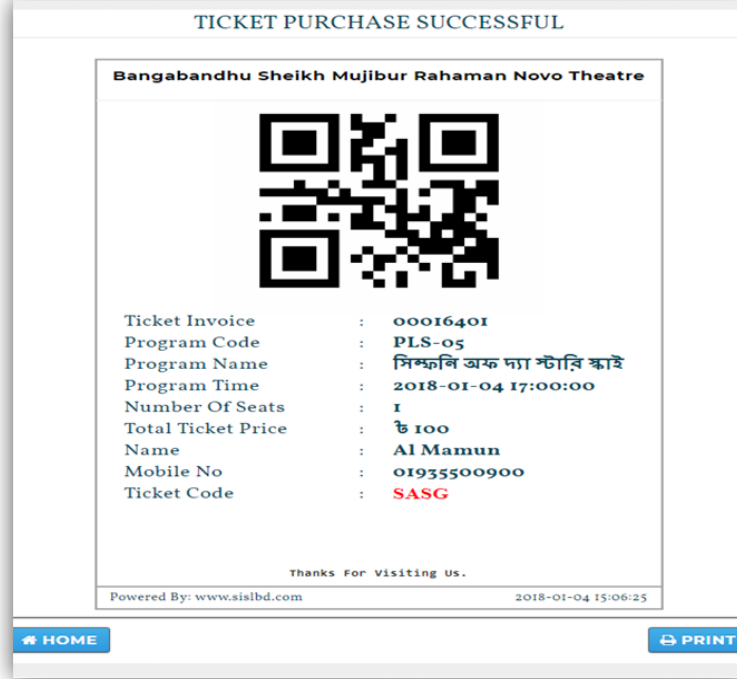 TICKET PURCHASE SUCCESSFUL
Bangabandhu Sheikh Mujibur Rahaman Novo Theatre
Ticket Invoice : 00016401
Program Code : PLS-05
Program Name : সিম্ফনি অফ দ্যা স্টারি স্কাই
Program Time : 2018-01-04 17:00:00
Number Of Seats : 1
Total Ticket Price : ৳ 100
Name : Al Mamun
Mobile No : 01935500900
Ticket Code : SASG
Thanks For Visiting Us.
Powered By: www.sislbd.com 2018-01-04 15:06:25
HOME PRINT